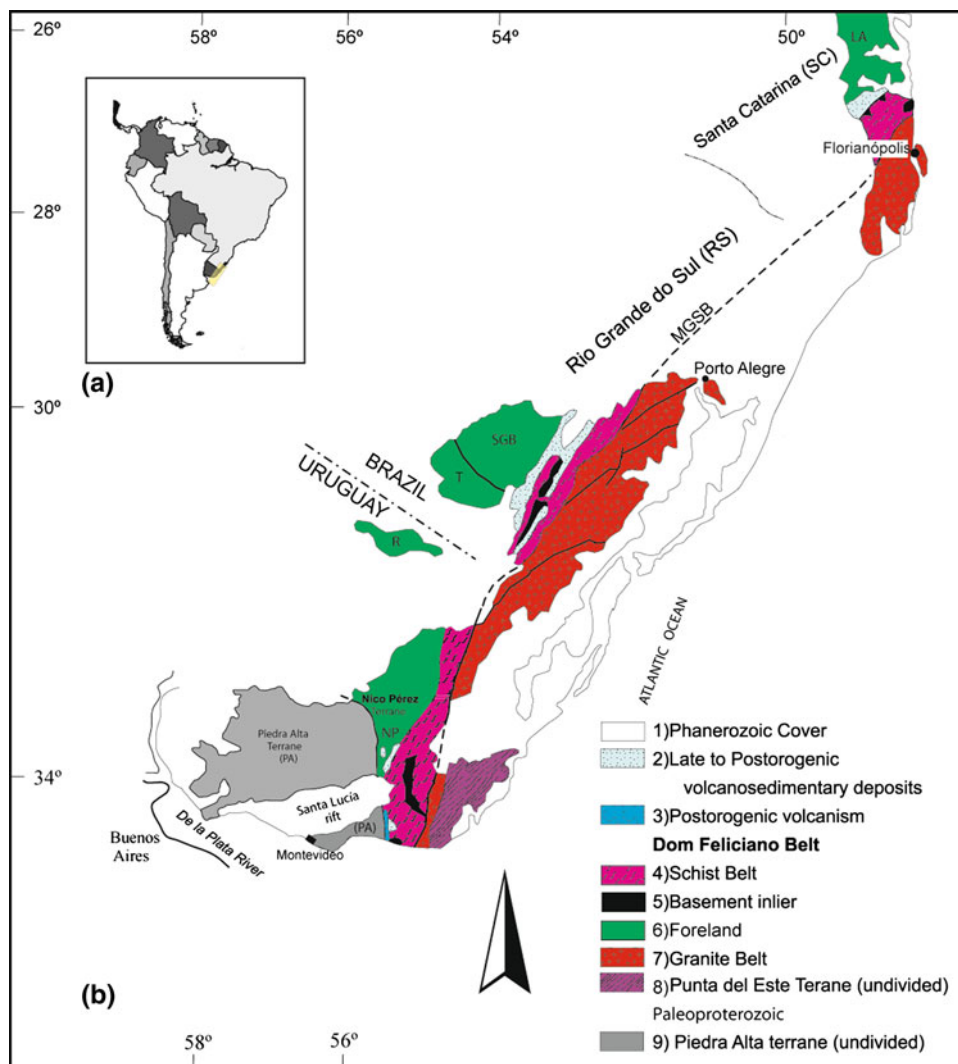 26º
58º
56º
54º
50º
LA
Santa Catarina (SC)
Florianópolis
28º
(a)
Rio Grande do Sul (RS)
MGSB
Porto Alegre
30º
SGB
T
BRAZIL
URUGUAY
R
ATLANTIC OCEAN
Nico Pérez
terrane
NP
Piedra Alta
Terrane
(PA)
34º
Santa Lucía
rift
(PA)
De la Plata River
Buenos
Aires
Montevideo
1)Phanerozoic Cover
2)Late to Postorogenic
volcanosedimentary deposits
3)Postorogenic volcanism
Dom Feliciano Belt
4)Schist Belt
5)Basement inlier
6)Foreland
7)Granite Belt
8)Punta del Este Terane (undivided)
Paleoproterozoic
9) Piedra Alta terrane (undivided)
(b)
58º
56º